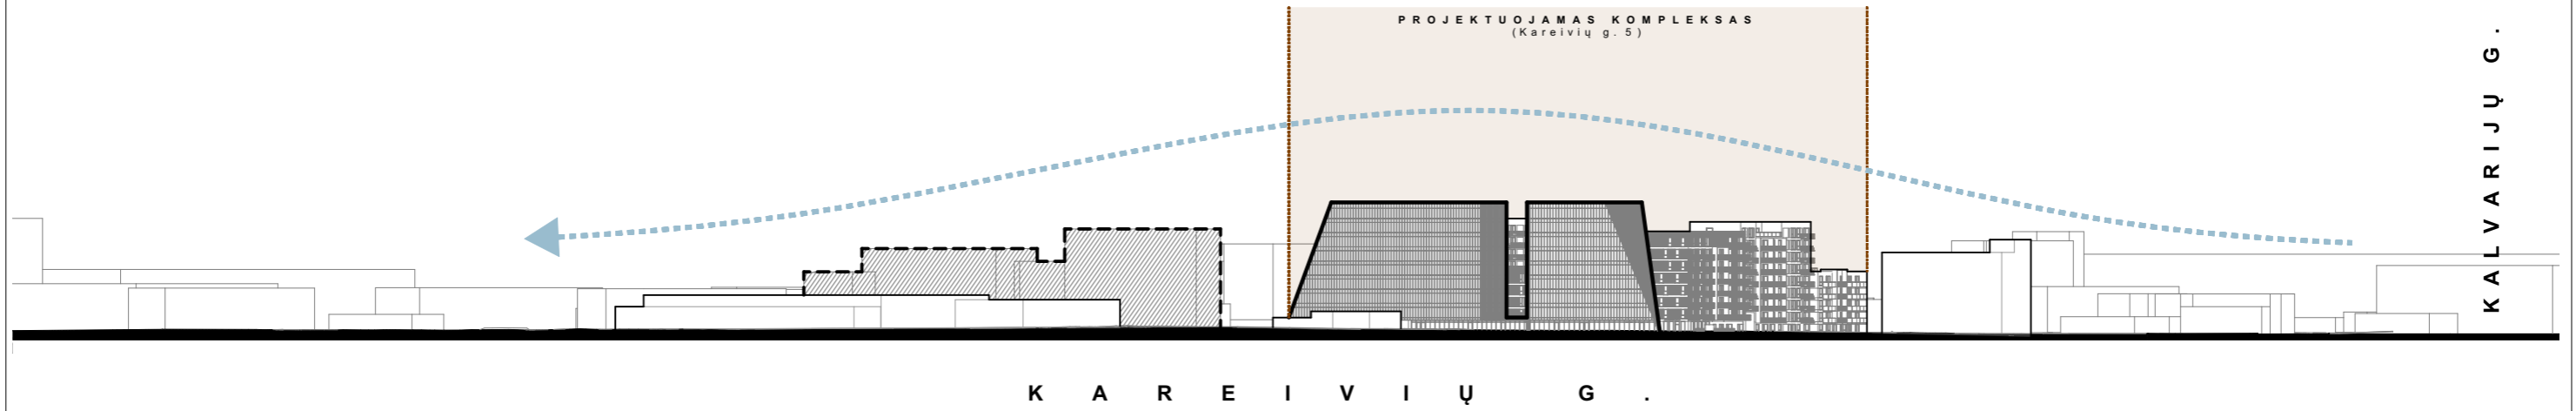 PROJEKTUOJAMAS KOMPLEKSAS
(Kareivių g. 5)
KALVARIJŲ G.
KAREIVIŲ G.